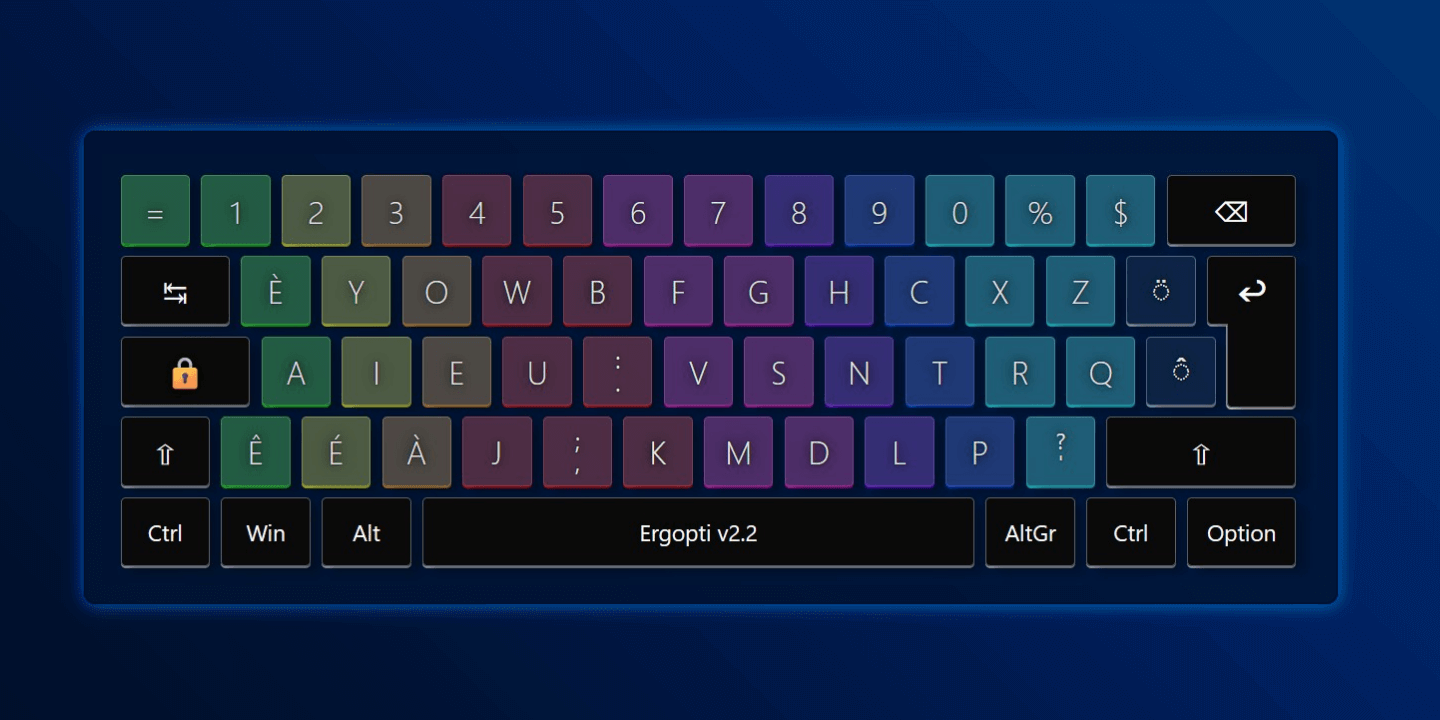 = 1 2 3 4 5 6 7 8 9 0 % $ ⌫
↹ È Y O W B F G H C X Z ◌̈ ↩
🔒 A I E U : . V S N T R Q ◌̂
⇧ Ê É À J ; , K M D L P ? ' ⇧
Ctrl Win Alt Ergopti v2.2 AltGr Ctrl Option